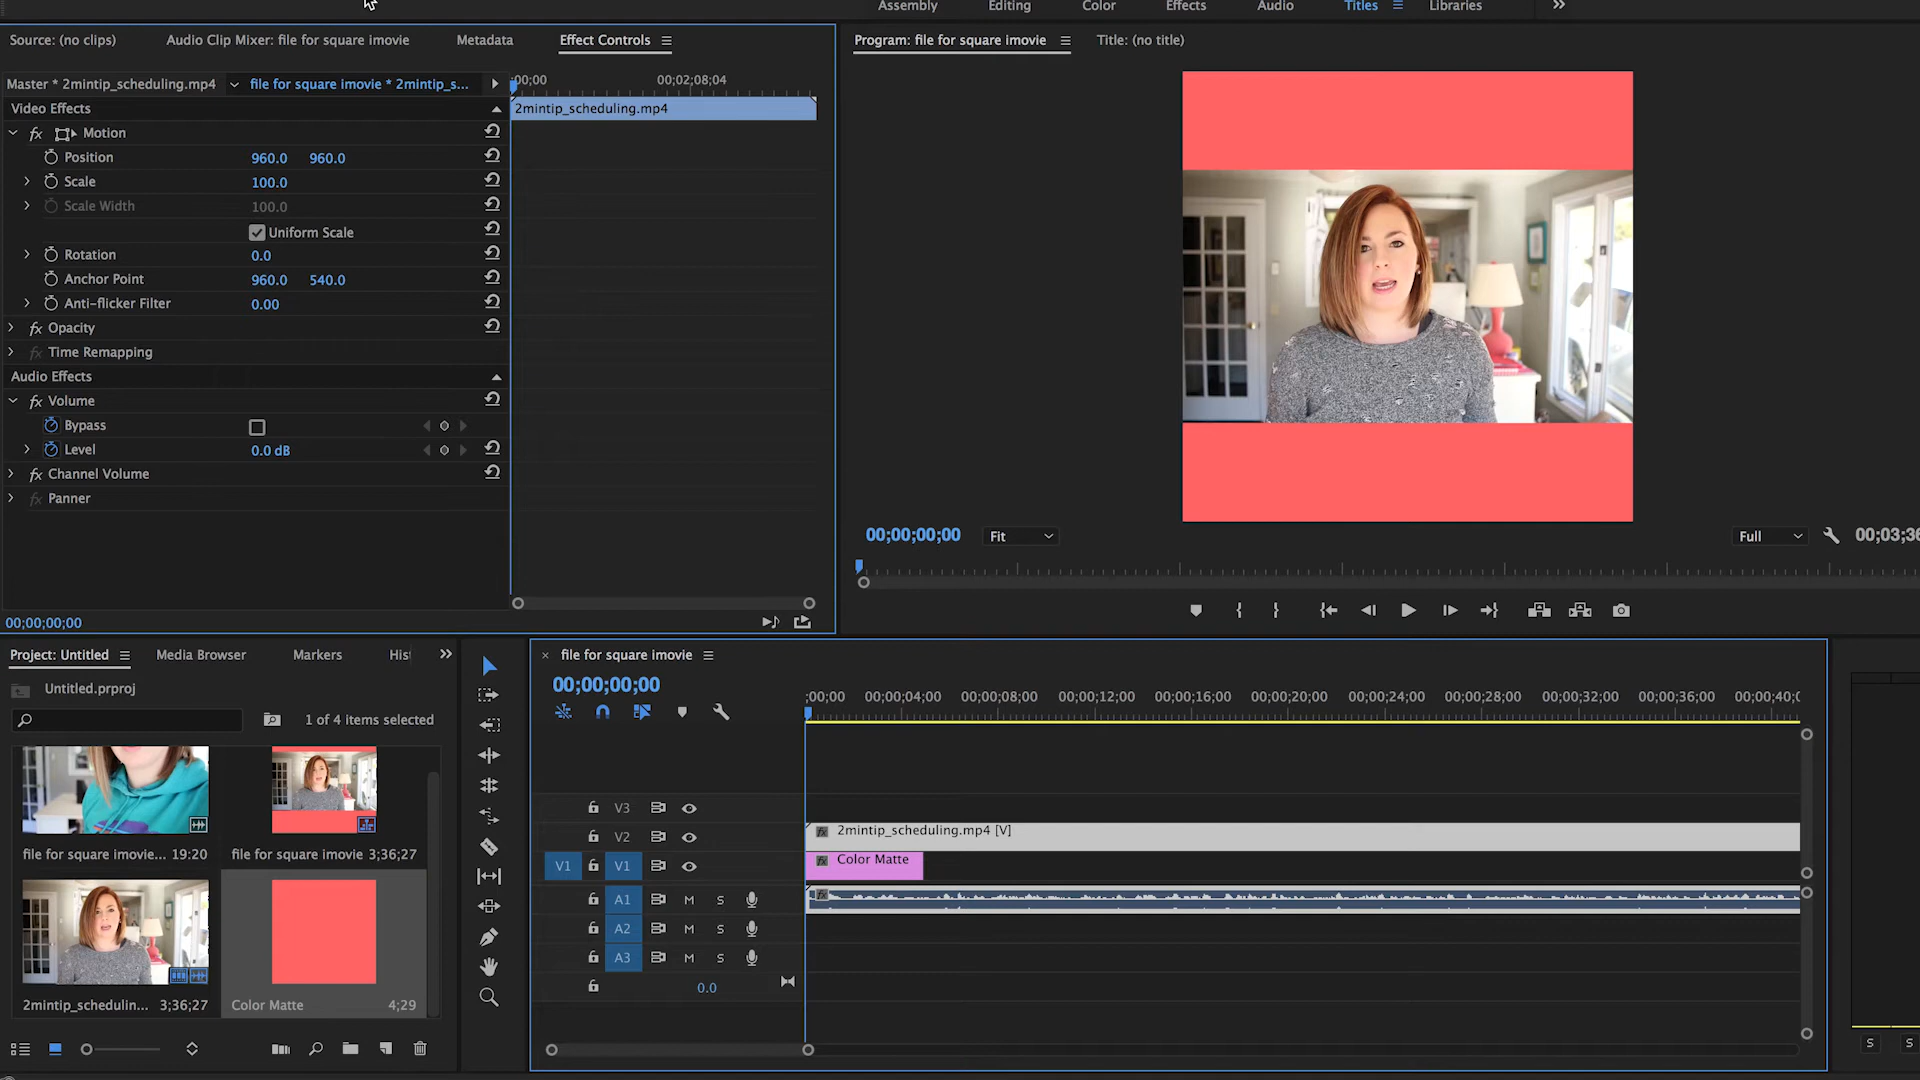 Assembly Editing Color Effects Audio Titles Libraries
Source: (no clips) Audio Clip Mixer: file for square imovie Metadata Effect Controls
Program: file for square imovie Title: (no title)
Master * 2mintip_scheduling.mp4 file for square imovie * 2mintip_s...
:00;00 00;02;08;04
Video Effects
2mintip_scheduling.mp4
fx Motion
Position 960.0 960.0
Scale 100.0
Scale Width 100.0
Uniform Scale
Rotation 0.0
Anchor Point 960.0 540.0
Anti-flicker Filter 0.00
fx Opacity
fx Time Remapping
Audio Effects
fx Volume
Bypass
Level 0.0 dB
fx Channel Volume
fx Panner
00;00;00;00
00;00;00;00 Fit Full 00;03;36
Project: Untitled Media Browser Markers His
Untitled.prproj
1 of 4 items selected
file for square imovie... 19:20
file for square imovie 3;36;27
2mintip_schedulin... 3;36;27
Color Matte 4;29
file for square imovie
00;00;00;00
;00;00 00;00;04;00 00;00;08;00 00;00;12;00 00;00;16;00 00;00;20;00 00;00;24;00 00;00;28;00 00;00;32;00 00;00;36;00 00;00;40;0
V3
V2 fx 2mintip_scheduling.mp4 [V]
V1 V1 fx Color Matte
A1 M S fx
A2 M S
A3 M S
0.0
S S